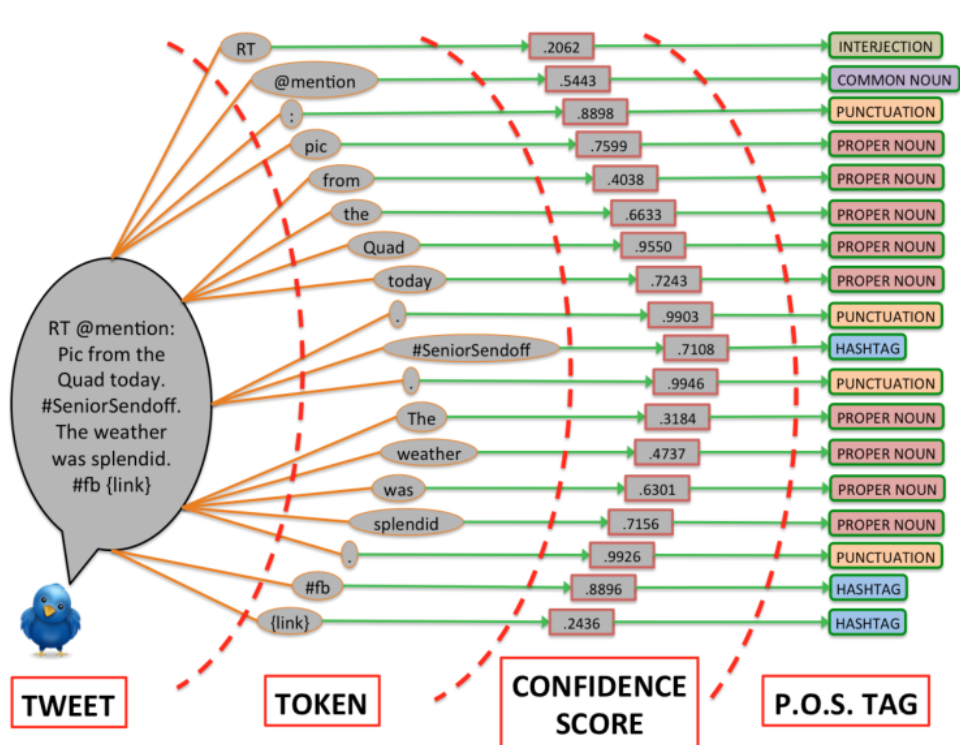 RT .2062 INTERJECTION
@mention .5443 COMMON NOUN
: .8898 PUNCTUATION
pic .7599 PROPER NOUN
from .4038 PROPER NOUN
the .6633 PROPER NOUN
Quad .9550 PROPER NOUN
today .7243 PROPER NOUN
. .9903 PUNCTUATION
#SeniorSendoff .7108 HASHTAG
. .9946 PUNCTUATION
The .3184 PROPER NOUN
weather .4737 PROPER NOUN
was .6301 PROPER NOUN
splendid .7156 PROPER NOUN
. .9926 PUNCTUATION
#fb .8896 HASHTAG
{link} .2436 HASHTAG
RT @mention:
Pic from the
Quad today.
#SeniorSendoff.
The weather
was splendid.
#fb {link}
TWEET
TOKEN
CONFIDENCE
SCORE
P.O.S. TAG